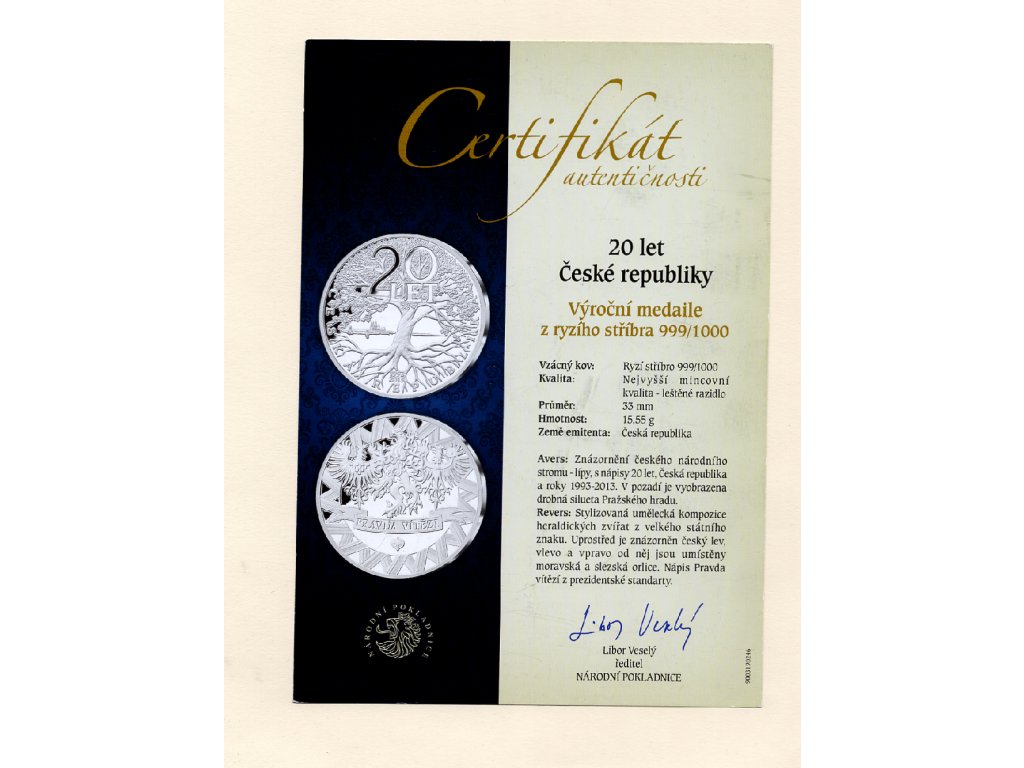 Certifikát
autentičnosti
20 let
České republiky
Výroční medaile
z ryzího stříbra 999/1000
Vzácný kov: Ryzí stříbro 999/1000
Kvalita: Nejvyšší mincovní
kvalita - leštěné razidlo
Průměr: 33 mm
Hmotnost: 15.55 g
Země emitenta: Česká republika
Avers: Znázornění českého národního
stromu - lípy, s nápisy 20 let, Česká republika
a roky 1993-2013. V pozadí je vyobrazena
drobná silueta Pražského hradu.
Revers: Stylizovaná umělecká kompozice
heraldických zvířat z velkého státního
znaku. Uprostřed je znázorněn český lev,
vlevo a vpravo od něj jsou umístěny
moravská a slezská orlice. Nápis Pravda
vítězí z prezidentské standarty.
Libor Veselý
Libor Veselý
ředitel
NÁRODNÍ POKLADNICE
20
LET
ČESKÁ REPUBLIKA
PRAVDA VÍTĚZÍ
NÁRODNÍ POKLADNICE